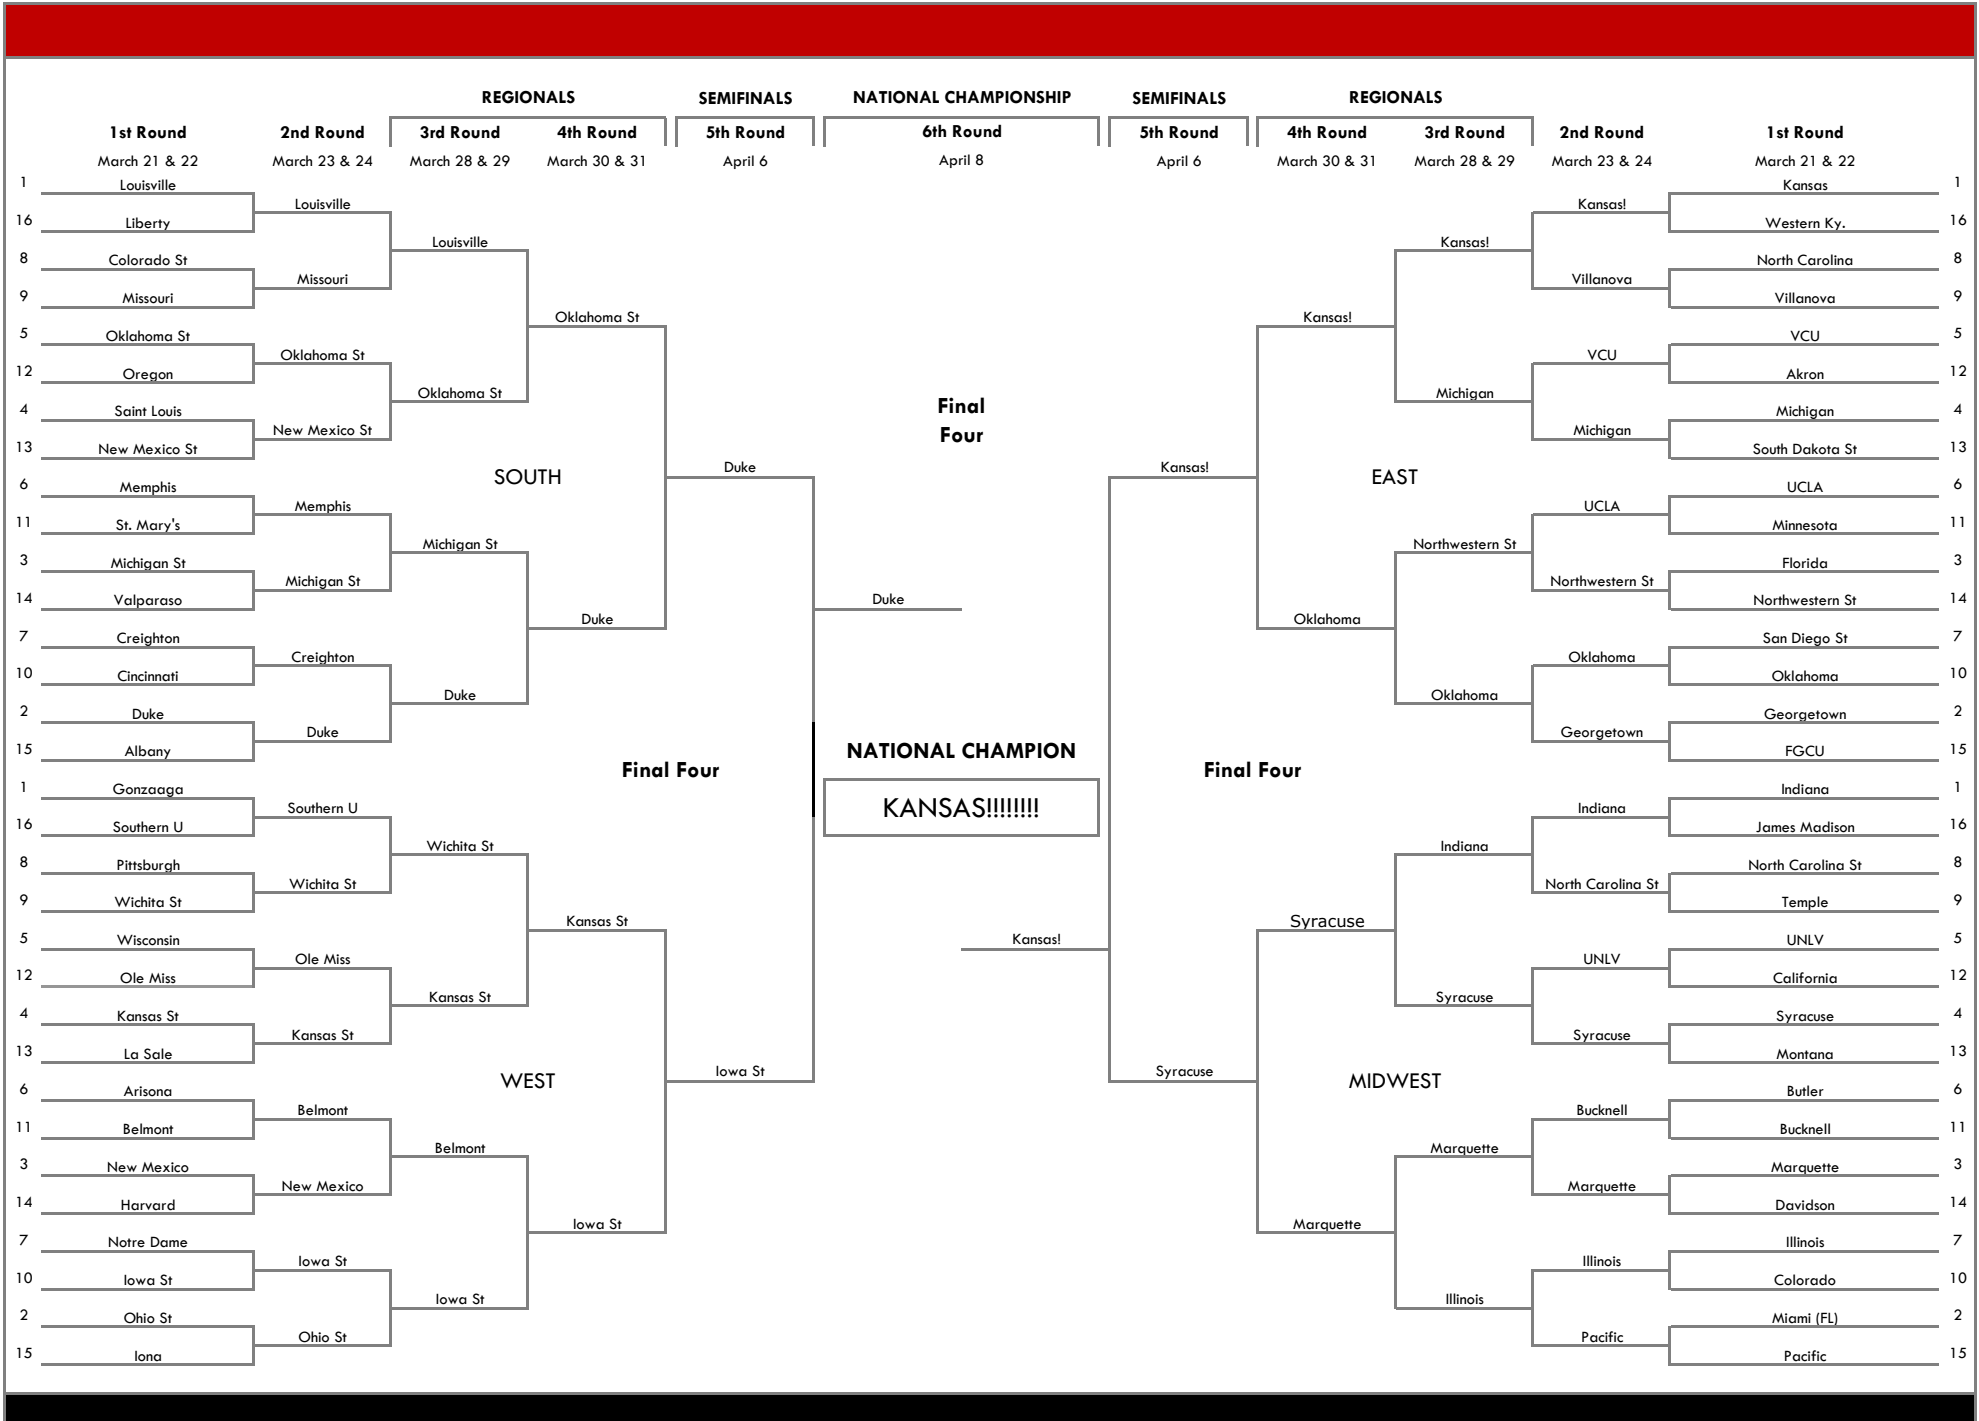 REGIONALS SEMIFINALS NATIONAL CHAMPIONSHIP SEMIFINALS REGIONALS
1st Round 2nd Round 3rd Round 4th Round 5th Round 6th Round 5th Round 4th Round 3rd Round 2nd Round 1st Round
March 21 & 22 March 23 & 24 March 28 & 29 March 30 & 31 April 6 April 8 April 6 March 30 & 31 March 28 & 29 March 23 & 24 March 21 & 22
1 Louisville Kansas 1
Louisville Kansas!
16 Liberty Western Ky. 16
Louisville Kansas!
8 Colorado St North Carolina 8
Missouri Villanova
9 Missouri Villanova 9
Oklahoma St Kansas!
5 Oklahoma St VCU 5
Oklahoma St VCU
12 Oregon Akron 12
Oklahoma St Michigan
Final
4 Saint Louis Michigan 4
New Mexico St Four Michigan
13 New Mexico St South Dakota St 13
Duke Kansas!
SOUTH EAST
6 Memphis UCLA 6
Memphis UCLA
11 St. Mary's Minnesota 11
Michigan St Northwestern St
3 Michigan St Florida 3
Michigan St Northwestern St
14 Valparaso Duke Northwestern St 14
Duke Oklahoma
7 Creighton San Diego St 7
Creighton Oklahoma
10 Cincinnati Oklahoma 10
Duke Oklahoma
2 Duke Georgetown 2
Duke Georgetown
15 Albany NATIONAL CHAMPION FGCU 15
Final Four Final Four
1 Gonzaaga Indiana 1
Southern U KANSAS!!!!!!!! Indiana
16 Southern U James Madison 16
Wichita St Indiana
8 Pittsburgh North Carolina St 8
Wichita St North Carolina St
9 Wichita St Temple 9
Kansas St Syracuse
5 Wisconsin Kansas! UNLV 5
Ole Miss UNLV
12 Ole Miss California 12
Kansas St Syracuse
4 Kansas St Syracuse 4
Kansas St Syracuse
13 La Sale Montana 13
Iowa St Syracuse
WEST MIDWEST
6 Arisona Butler 6
Belmont Bucknell
11 Belmont Bucknell 11
Belmont Marquette
3 New Mexico Marquette 3
New Mexico Marquette
14 Harvard Davidson 14
Iowa St Marquette
7 Notre Dame Illinois 7
Iowa St Illinois
10 Iowa St Colorado 10
Iowa St Illinois
2 Ohio St Miami (FL) 2
Ohio St Pacific
15 Iona Pacific 15